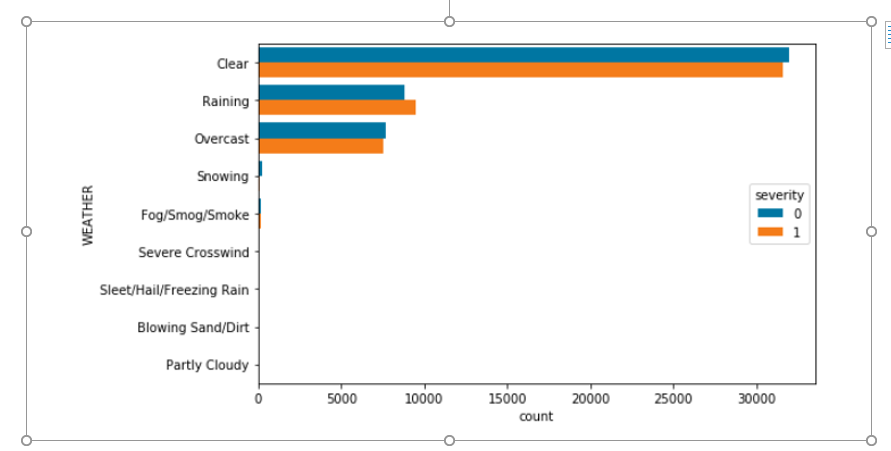 Clear
Raining
Overcast
Snowing
Fog/Smog/Smoke
Severe Crosswind
Sleet/Hail/Freezing Rain
Blowing Sand/Dirt
Partly Cloudy
WEATHER
severity
0
1
0 5000 10000 15000 20000 25000 30000
count